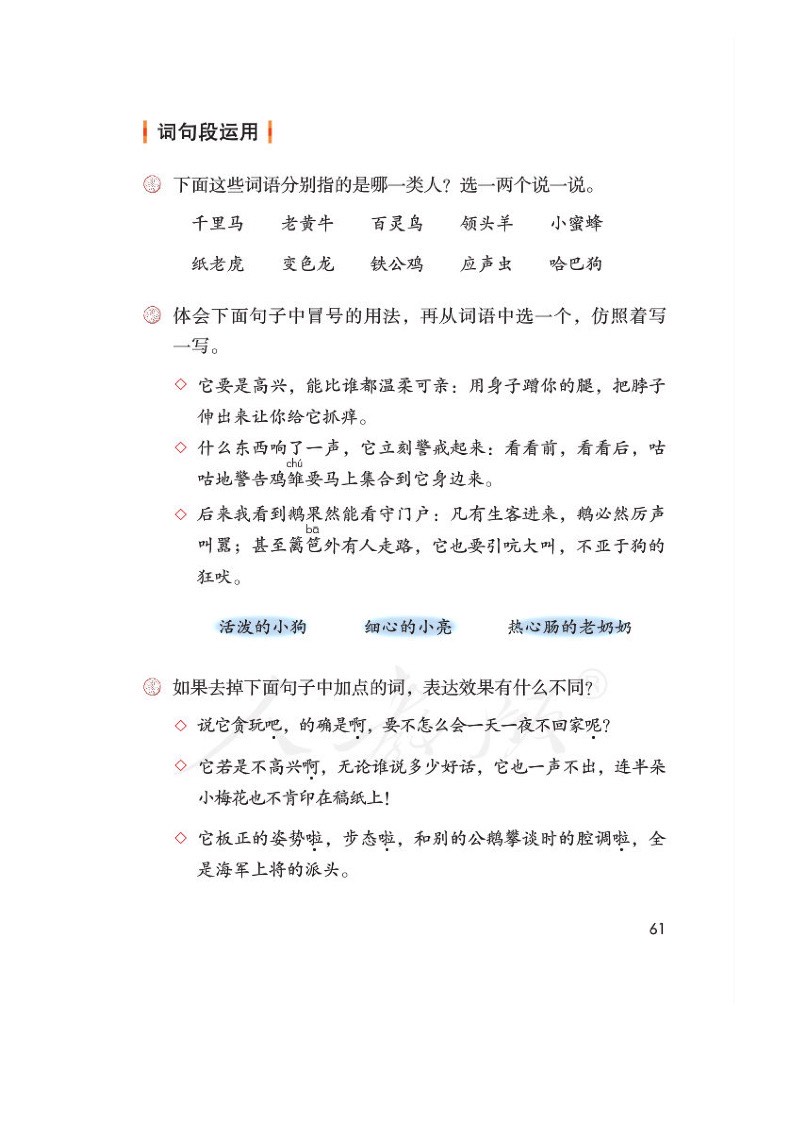 词句段运用
下面这些词语分别指的是哪一类人？选一两个说一说。
千里马 老黄牛 百灵鸟 领头羊 小蜜蜂
纸老虎 变色龙 铁公鸡 应声虫 哈巴狗
体会下面句子中冒号的用法，再从词语中选一个，仿照着写
一写。
◇ 它要是高兴，能比谁都温柔可亲：用身子蹭你的腿，把脖子
伸出来让你给它抓痒。
◇ 什么东西响了一声，它立刻警戒起来：看看前，看看后，咕
chú
咕地警告鸡雏要马上集合到它身边来。
◇ 后来我看到鹅果然能看守门户：凡有生客进来，鹅必然厉声
bā
叫嚣；甚至篱笆外有人走路，它也要引吭大叫，不亚于狗的
狂吠。
活泼的小狗 细心的小亮 热心肠的老奶奶
如果去掉下面句子中加点的词，表达效果有什么不同？
◇ 说它贪玩吧，的确是啊，要不怎么会一天一夜不回家呢？
◇ 它若是不高兴啊，无论谁说多少好话，它也一声不出，连半朵
小梅花也不肯印在稿纸上！
◇ 它板正的姿势啦，步态啦，和别的公鹅攀谈时的腔调啦，全
是海军上将的派头。
人教版®
61